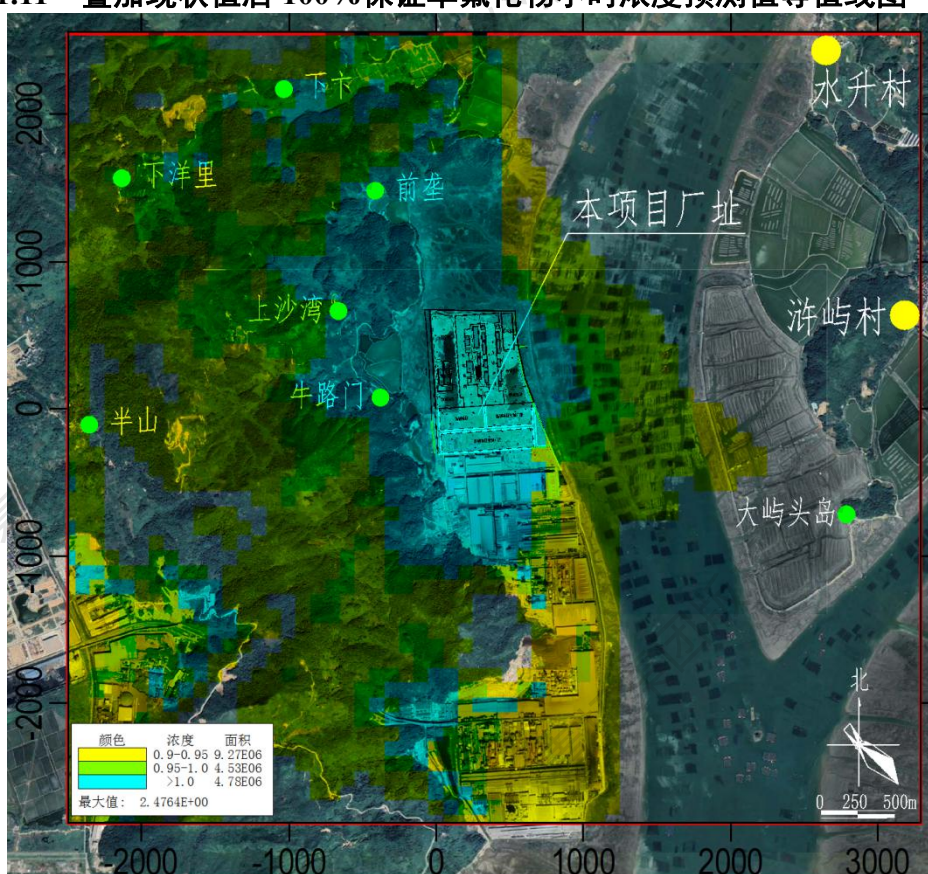 叠加现状值后 100%保证率氟化物小时浓度预测值等值线图
水升村
下卞
下洋里
前垄
本项目厂址
上沙湾
浒屿村
牛路门
半山
大屿头岛
2000
1000
0
-1000
-2000
北
颜色 浓度 面积
0.9-0.95 9.27E06
0.95-1.0 4.53E06
>1.0 4.78E06
最大值: 2.4764E+00
0 250 500m
-2000 -1000 0 1000 2000 3000